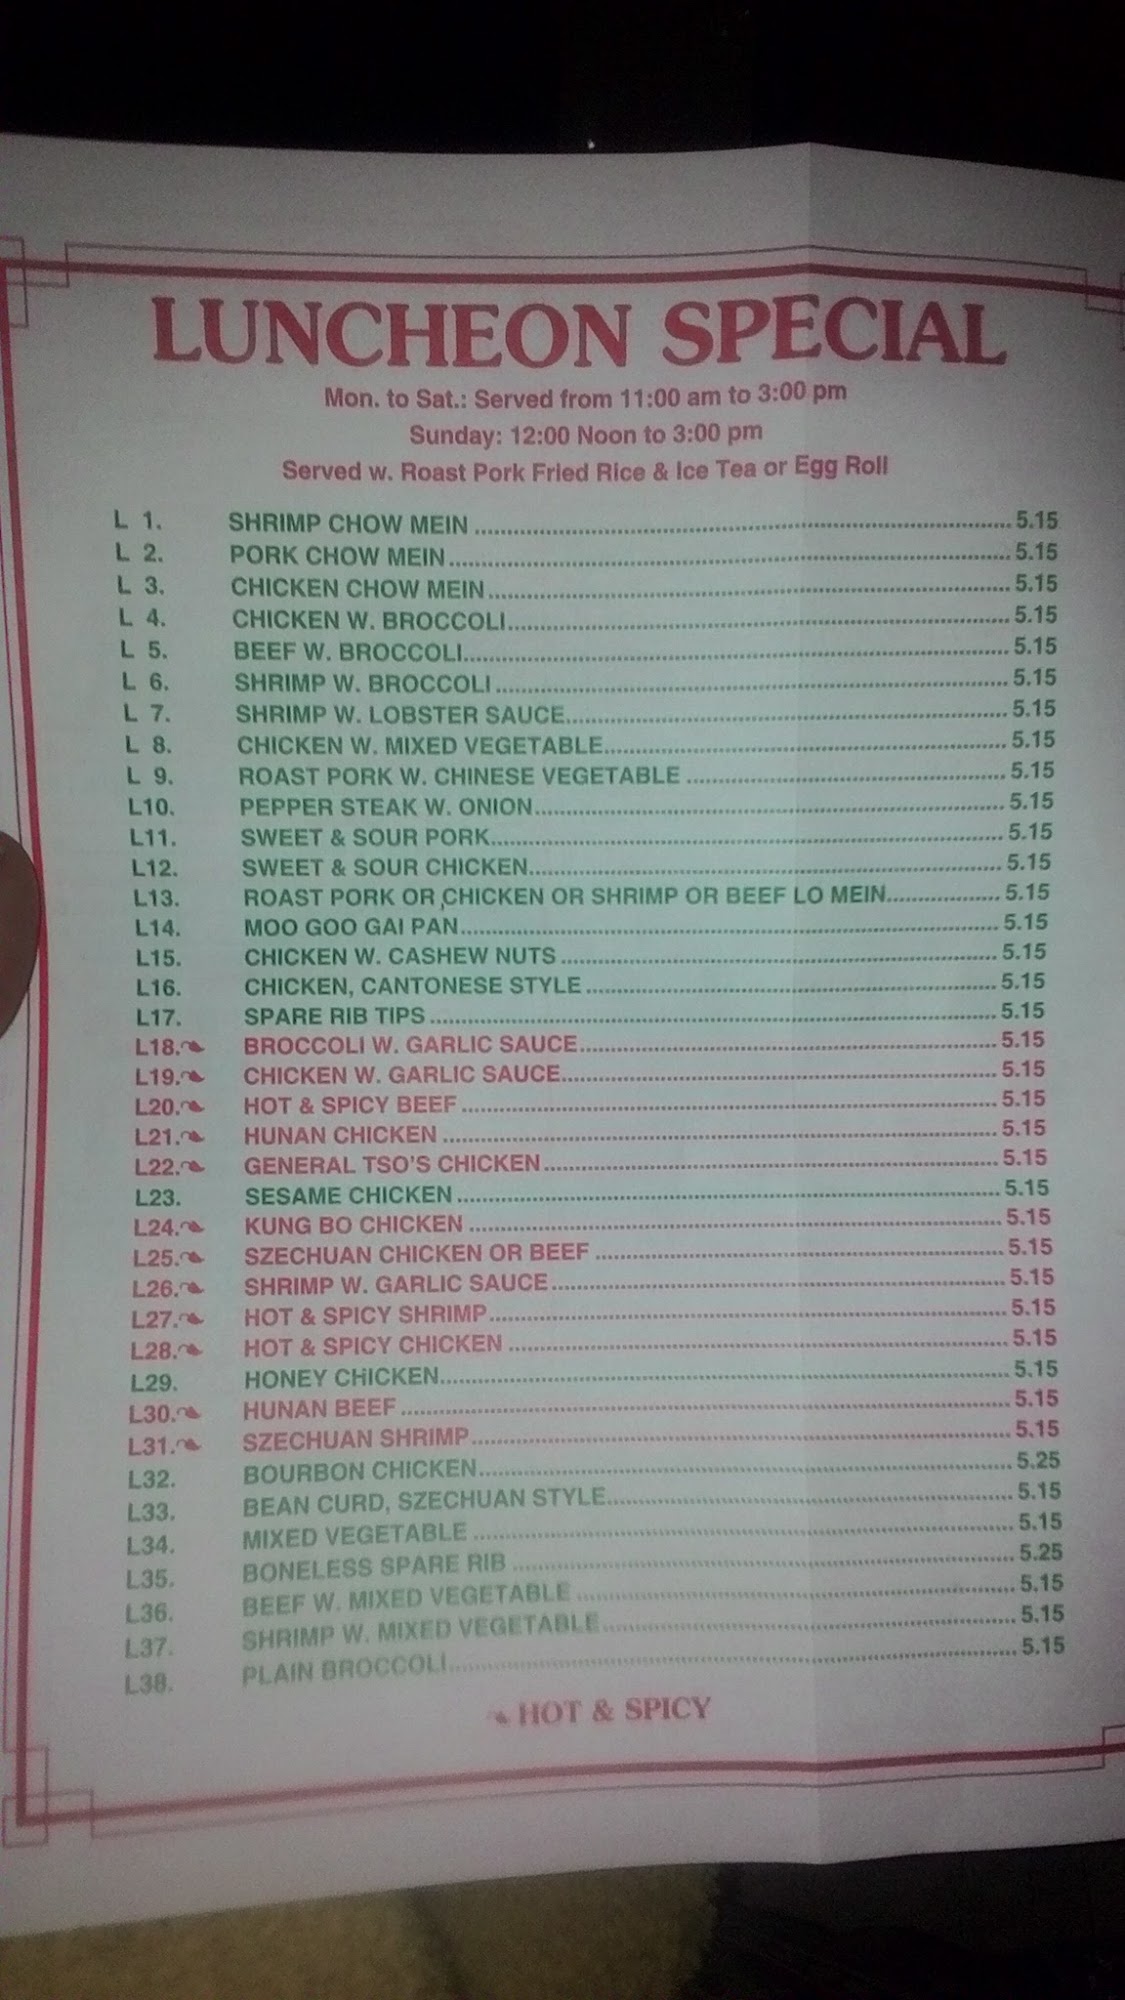 LUNCHEON SPECIAL
Mon. to Sat.: Served from 11:00 am to 3:00 pm
Sunday: 12:00 Noon to 3:00 pm
Served w. Roast Pork Fried Rice & Ice Tea or Egg Roll
L 1. SHRIMP CHOW MEIN 5.15
L 2. PORK CHOW MEIN 5.15
L 3. CHICKEN CHOW MEIN 5.15
L 4. CHICKEN W. BROCCOLI 5.15
L 5. BEEF W. BROCCOLI 5.15
L 6. SHRIMP W. BROCCOLI 5.15
L 7. SHRIMP W. LOBSTER SAUCE 5.15
L 8. CHICKEN W. MIXED VEGETABLE 5.15
L 9. ROAST PORK W. CHINESE VEGETABLE 5.15
L10. PEPPER STEAK W. ONION 5.15
L11. SWEET & SOUR PORK 5.15
L12. SWEET & SOUR CHICKEN 5.15
L13. ROAST PORK OR CHICKEN OR SHRIMP OR BEEF LO MEIN 5.15
L14. MOO GOO GAI PAN 5.15
L15. CHICKEN W. CASHEW NUTS 5.15
L16. CHICKEN, CANTONESE STYLE 5.15
L17. SPARE RIB TIPS 5.15
L18. BROCCOLI W. GARLIC SAUCE 5.15
L19. CHICKEN W. GARLIC SAUCE 5.15
L20. HOT & SPICY BEEF 5.15
L21. HUNAN CHICKEN 5.15
L22. GENERAL TSO'S CHICKEN 5.15
L23. SESAME CHICKEN 5.15
L24. KUNG BO CHICKEN 5.15
L25. SZECHUAN CHICKEN OR BEEF 5.15
L26. SHRIMP W. GARLIC SAUCE 5.15
L27. HOT & SPICY SHRIMP 5.15
L28. HOT & SPICY CHICKEN 5.15
L29. HONEY CHICKEN 5.15
L30. HUNAN BEEF 5.15
L31. SZECHUAN SHRIMP 5.15
L32. BOURBON CHICKEN 5.25
L33. BEAN CURD, SZECHUAN STYLE 5.15
L34. MIXED VEGETABLE 5.15
L35. BONELESS SPARE RIB 5.25
L36. BEEF W. MIXED VEGETABLE 5.15
L37. SHRIMP W. MIXED VEGETABLE 5.15
L38. PLAIN BROCCOLI 5.15
HOT & SPICY